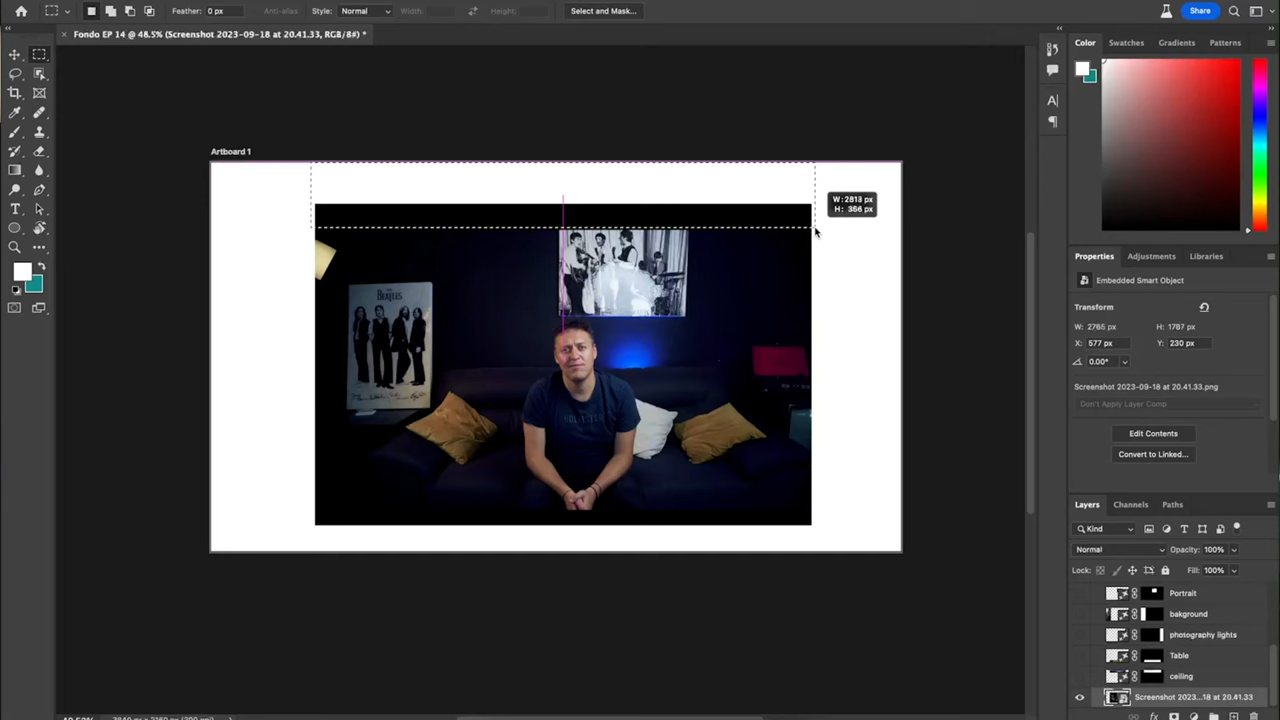 Feather: 0 px Anti-alias Style: Normal Width: Height: Select and Mask... Share
× Fondo EP 14 @ 48.5% (Screenshot 2023-09-18 at 20.41.33, RGB/8#) *
Color Swatches Gradients Patterns
Artboard 1
W: 2813 px
H: 366 px
The BEATLES
Properties Adjustments Libraries
Embedded Smart Object
Transform
W: 2765 px H: 1787 px
X: 577 px Y: 230 px
0.00°
Screenshot 2023-09-18 at 20.41.33.png
Don't Apply Layer Comp
Edit Contents
Convert to Linked...
Layers Channels Paths
Kind
Normal Opacity: 100%
Lock: Fill: 100%
Portrait
bakground
photography lights
Table
ceiling
Screenshot 2023...18 at 20.41.33